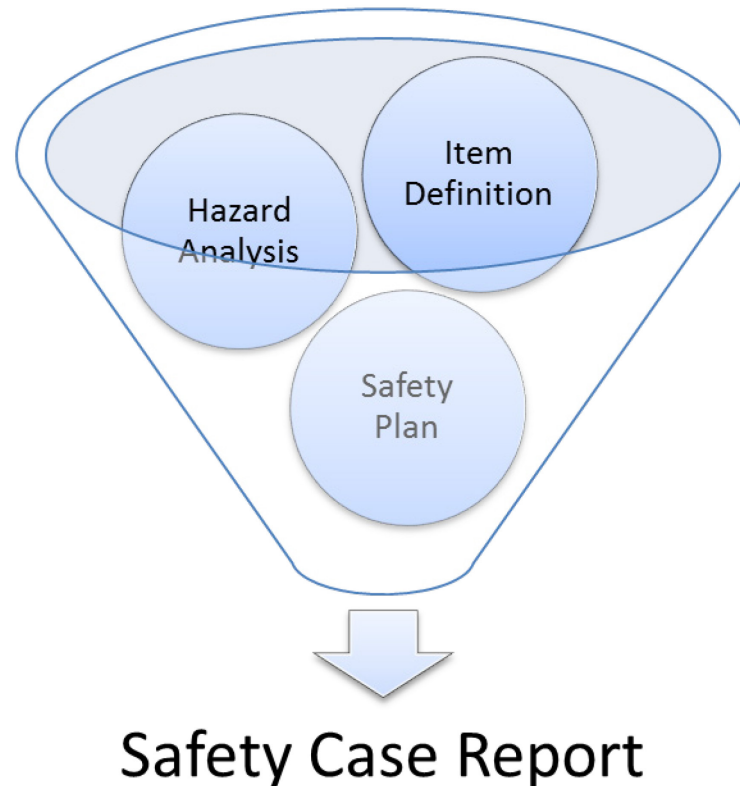 Item
Definition
Hazard
Analysis
Safety
Plan
Safety Case Report